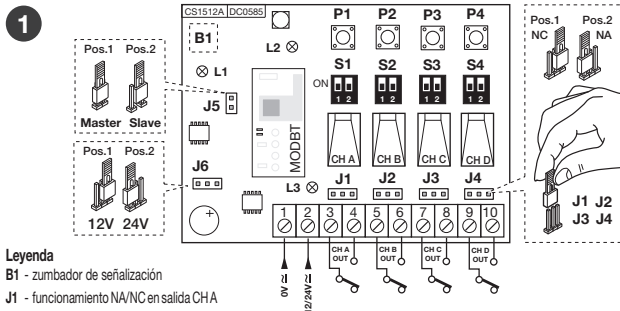 1
CS1512A DC0585
B1
L2
L1
P1 P2 P3 P4
S1 S2 S3 S4
ON
1 2 1 2 1 2 1 2
Pos.1 Pos.2
Master Slave
J5
MODBT
CH A CH B CH C CH D
Pos.1 Pos.2
12V 24V
J6
L3
J1 J2 J3 J4
1 2 3 4 5 6 7 8 9 10
0V
12/24V
CH A OUT
CH B OUT
CH C OUT
CH D OUT
Pos.1 NC
Pos.2 NA
J1 J2
J3 J4
Leyenda
B1 - zumbador de señalización
J1 - funcionamiento NA/NC en salida CH A